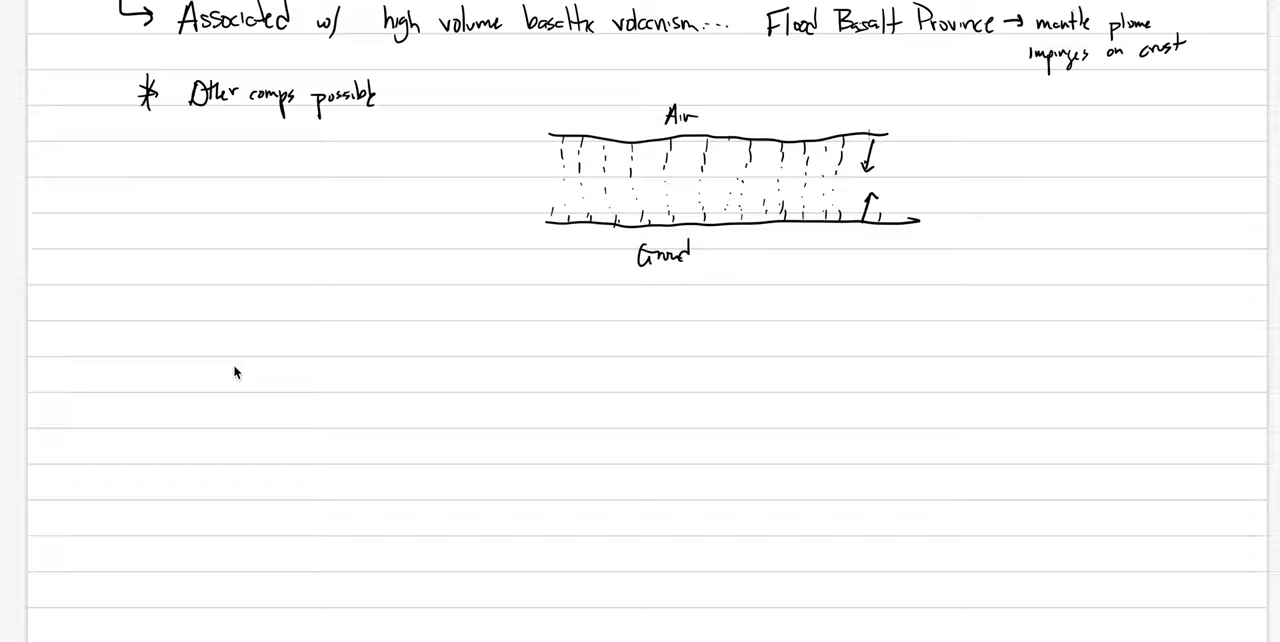 ↳ Associated w/ high volume basaltic volcanism... Flood Basalt Province → mantle plume
impinges on crust
* Other comps possible
Air
Ground